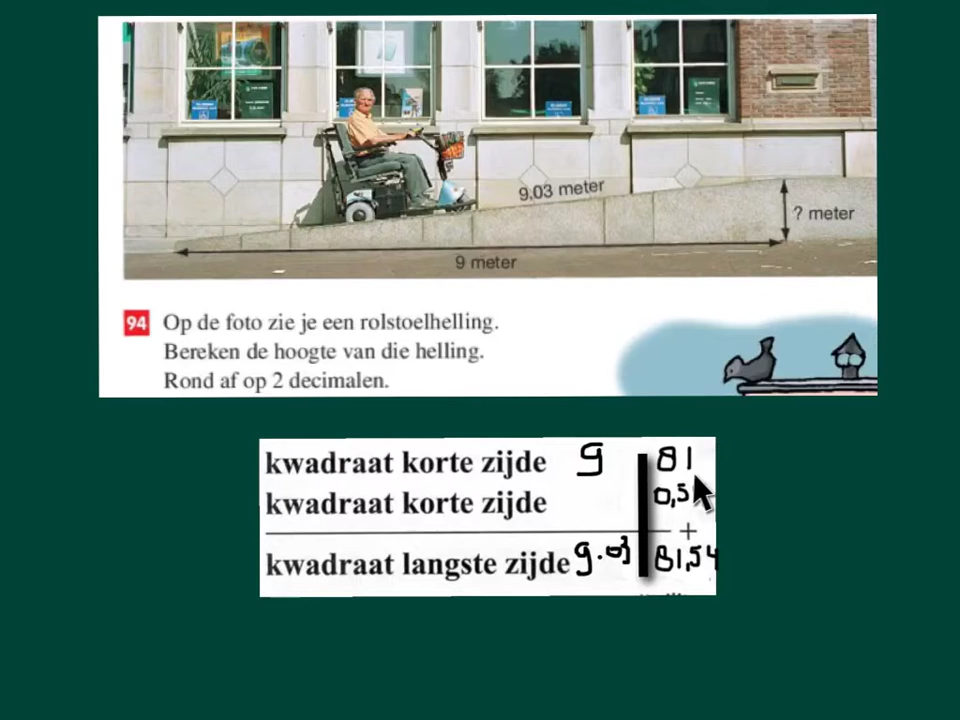 9,03 meter
? meter
9 meter
94 Op de foto zie je een rolstoelhelling.
Bereken de hoogte van die helling.
Rond af op 2 decimalen.
kwadraat korte zijde 9 81
kwadraat korte zijde 0,5
+
kwadraat langste zijde 9.03 81,54